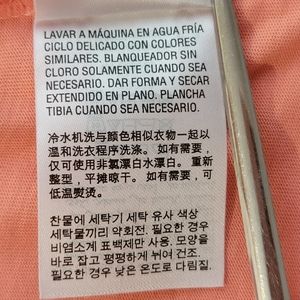 LAVAR A MÁQUINA EN AGUA FRÍA
CICLO DELICADO CON COLORES
SIMILARES. BLANQUEADOR SIN
CLORO SOLAMENTE CUANDO SEA
NECESARIO. DAR FORMA Y SECAR
EXTENDIDO EN PLANO. PLANCHA
TIBIA CUANDO SEA NECESARIO.
冷水机洗与颜色相似衣物一起以
温和洗衣程序洗涤。 如有需要，
仅可使用非氯漂白水漂白。 重新
整型，平摊晾干。 如有需要，可
低温熨烫。
찬물에 세탁기 세탁 유사 색상
세탁물끼리 약회전. 필요한 경우
비염소계 표백제만 사용. 모양을
바로 잡고 평평하게 뉘여 건조.
필요한 경우 낮은 온도로 다림질.